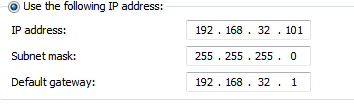 Use the following IP address:
IP address: 192 . 168 . 32 . 101
Subnet mask: 255 . 255 . 255 . 0
Default gateway: 192 . 168 . 32 . 1